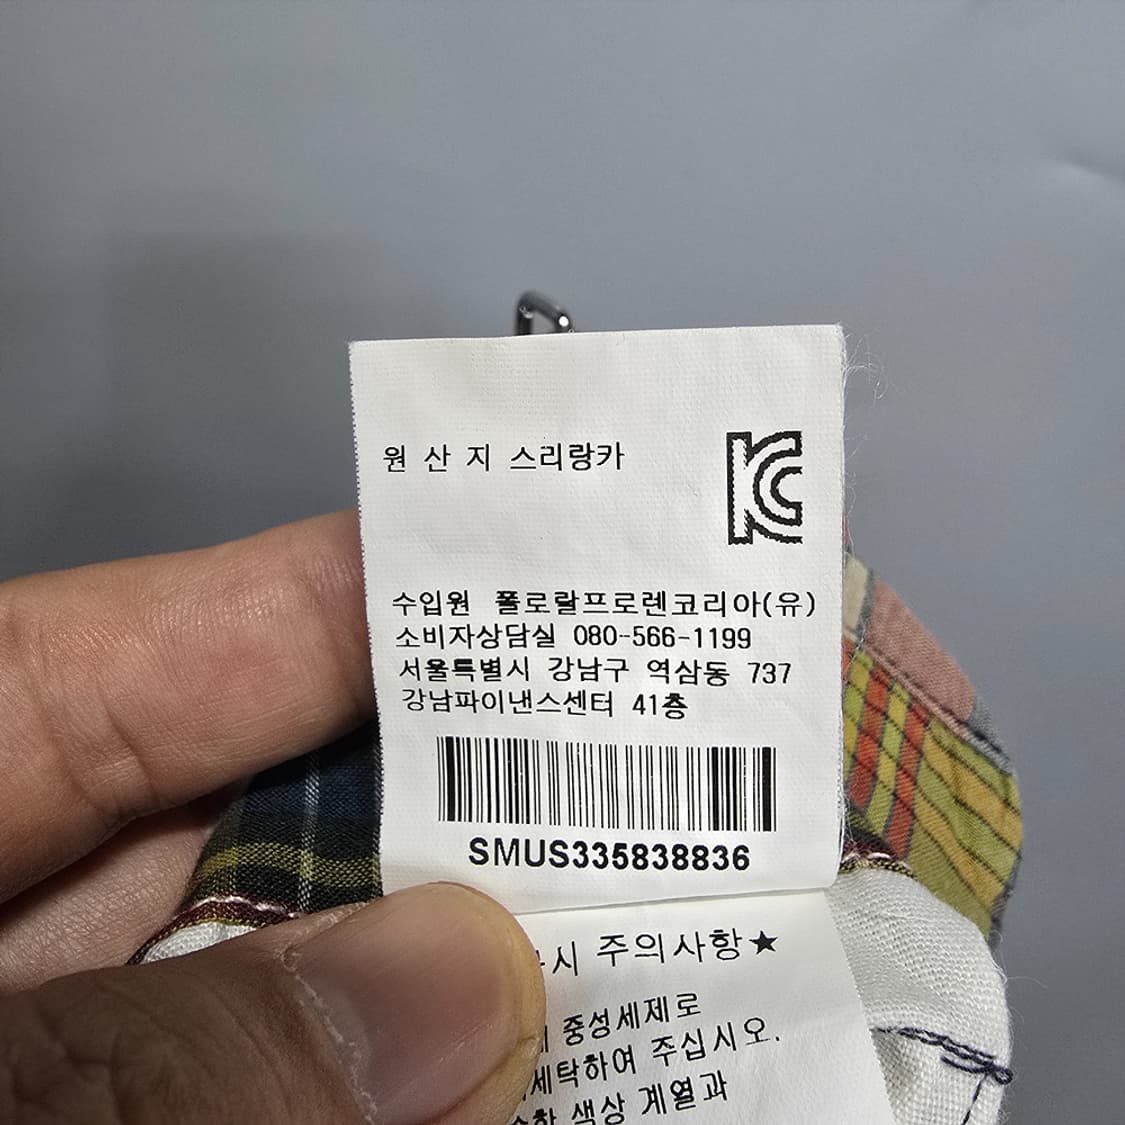 원 산 지 스리랑카
KC
수입원 폴로랄프로렌코리아(유)
소비자상담실 080-566-1199
서울특별시 강남구 역삼동 737
강남파이낸스센터 41층
SMUS335838836
시 주의사항★
중성세제로
세탁하여 주십시오.
색상 계열과